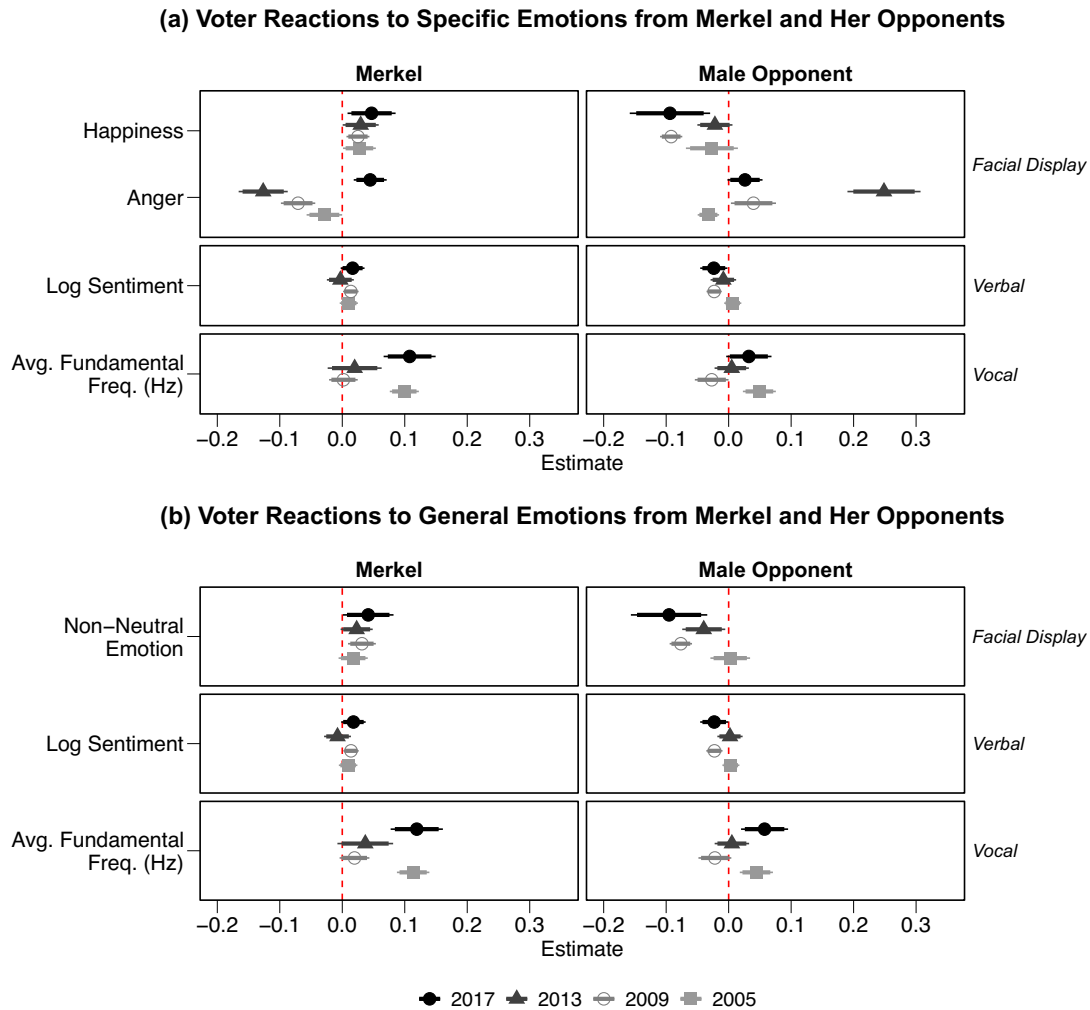 (a) Voter Reactions to Specific Emotions from Merkel and Her Opponents
Merkel
Male Opponent
Happiness
Anger
Facial Display
Log Sentiment
Verbal
Avg. Fundamental
Freq. (Hz)
Vocal
−0.2 −0.1 0.0 0.1 0.2 0.3
−0.2 −0.1 0.0 0.1 0.2 0.3
Estimate
Estimate
(b) Voter Reactions to General Emotions from Merkel and Her Opponents
Merkel
Male Opponent
Non−Neutral
Emotion
Facial Display
Log Sentiment
Verbal
Avg. Fundamental
Freq. (Hz)
Vocal
−0.2 −0.1 0.0 0.1 0.2 0.3
−0.2 −0.1 0.0 0.1 0.2 0.3
Estimate
Estimate
2017 2013 2009 2005